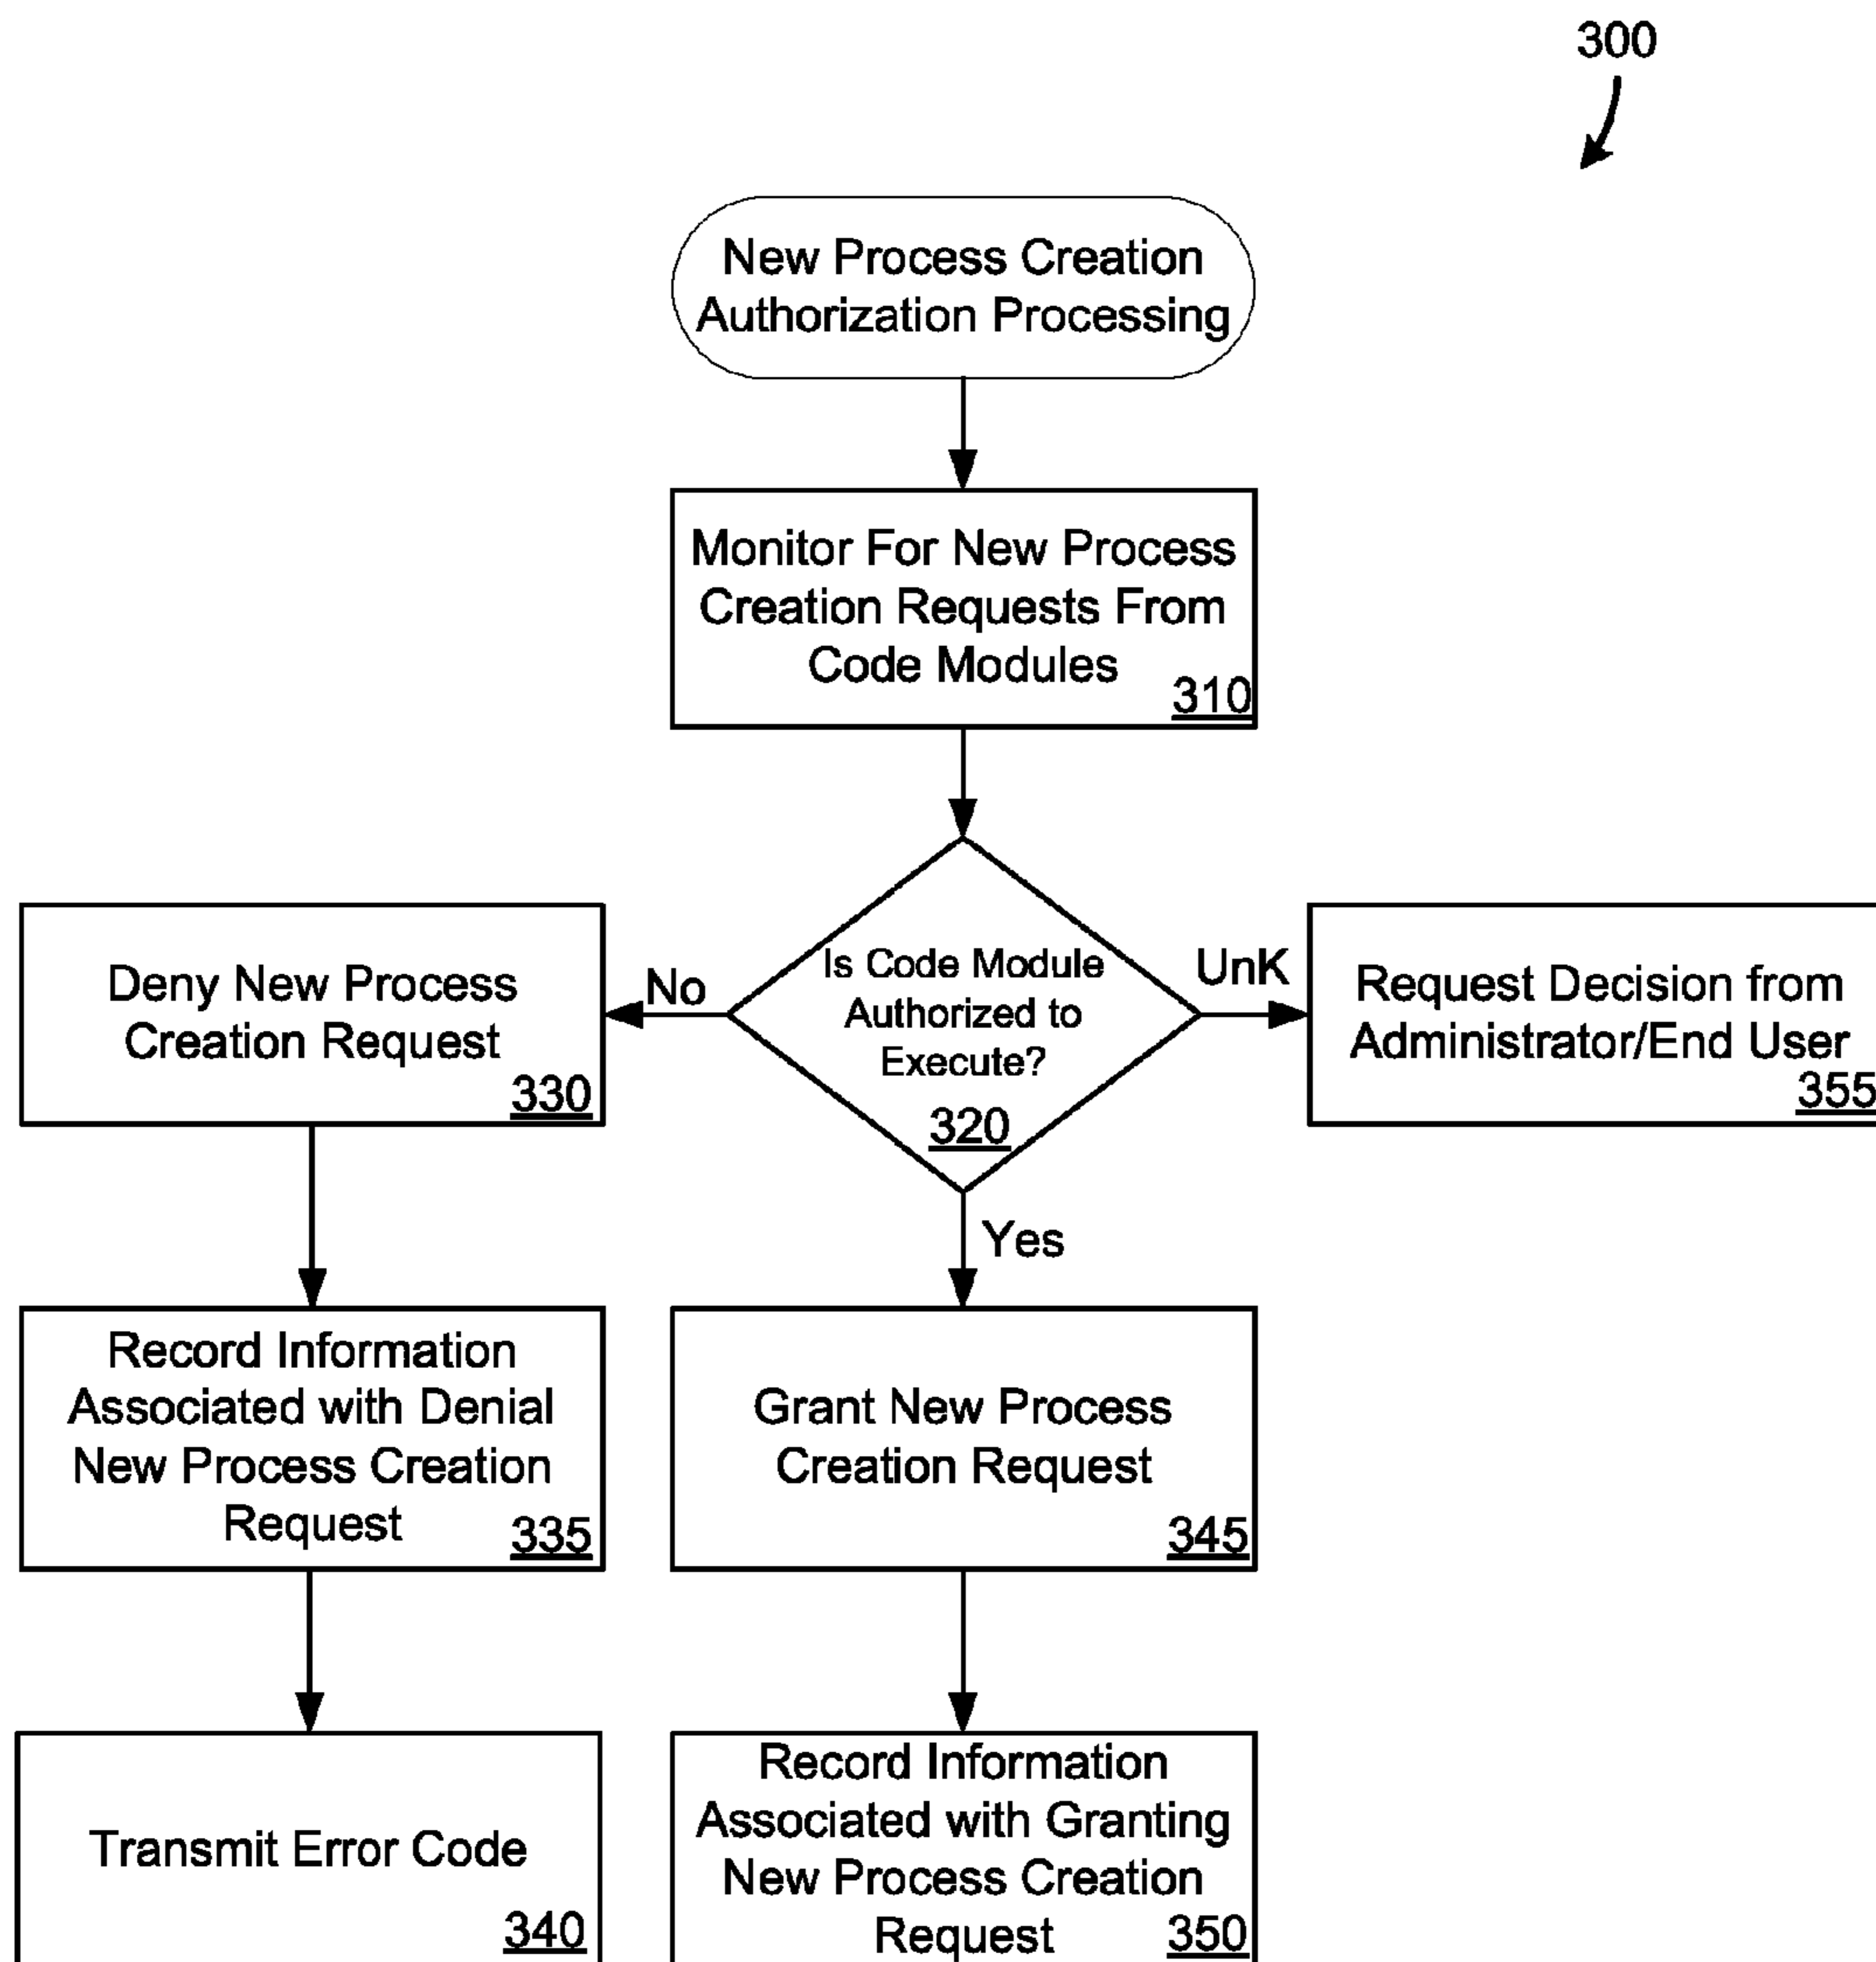 300
New Process Creation
Authorization Processing
Monitor For New Process
Creation Requests From
Code Modules
310
Is Code Module
Authorized to
Execute?
320
No
UnK
Yes
Deny New Process
Creation Request
330
Request Decision from
Administrator/End User
355
Record Information
Associated with Denial
New Process Creation
Request
335
Grant New Process
Creation Request
345
Transmit Error Code
340
Record Information
Associated with Granting
New Process Creation
Request
350